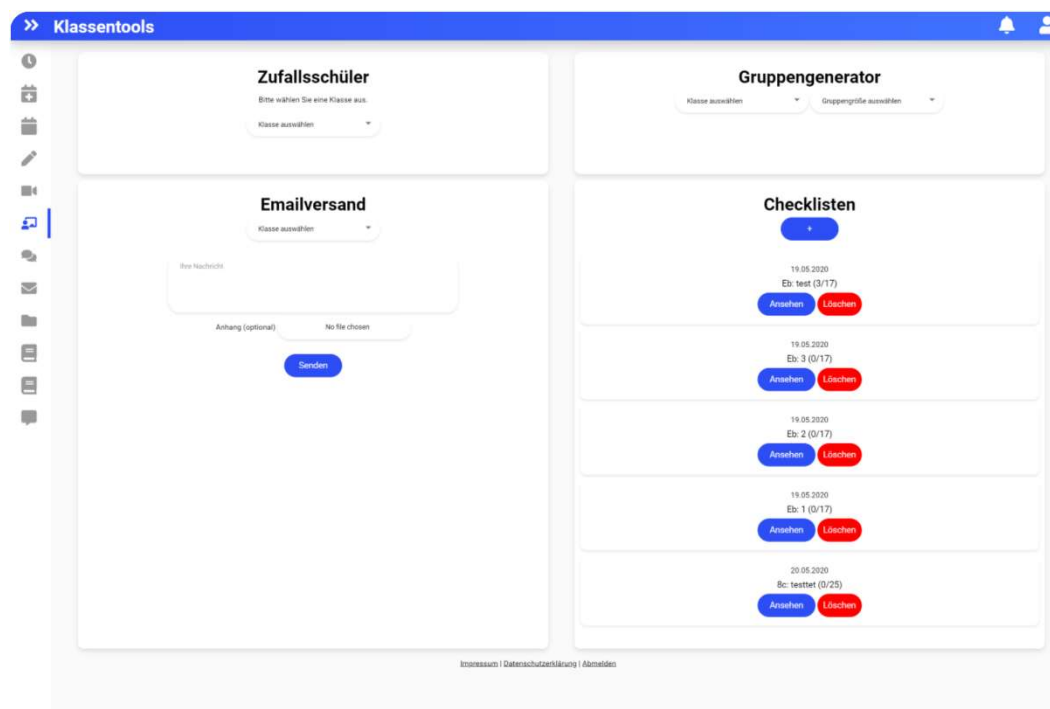 Klassentools
Zufallsschüler
Bitte wählen Sie eine Klasse aus.
Klasse auswählen
Gruppengenerator
Klasse auswählen
Gruppengröße auswählen
Emailversand
Klasse auswählen
Ihre Nachricht
Anhang (optional) No file chosen
Senden
Checklisten
+
19.05.2020
Eb: test (3/17)
Ansehen Löschen
19.05.2020
Eb: 3 (0/17)
Ansehen Löschen
19.05.2020
Eb: 2 (0/17)
Ansehen Löschen
19.05.2020
Eb: 1 (0/17)
Ansehen Löschen
20.05.2020
8c: testtet (0/25)
Ansehen Löschen
Impressum | Datenschutzerklärung | Abmelden